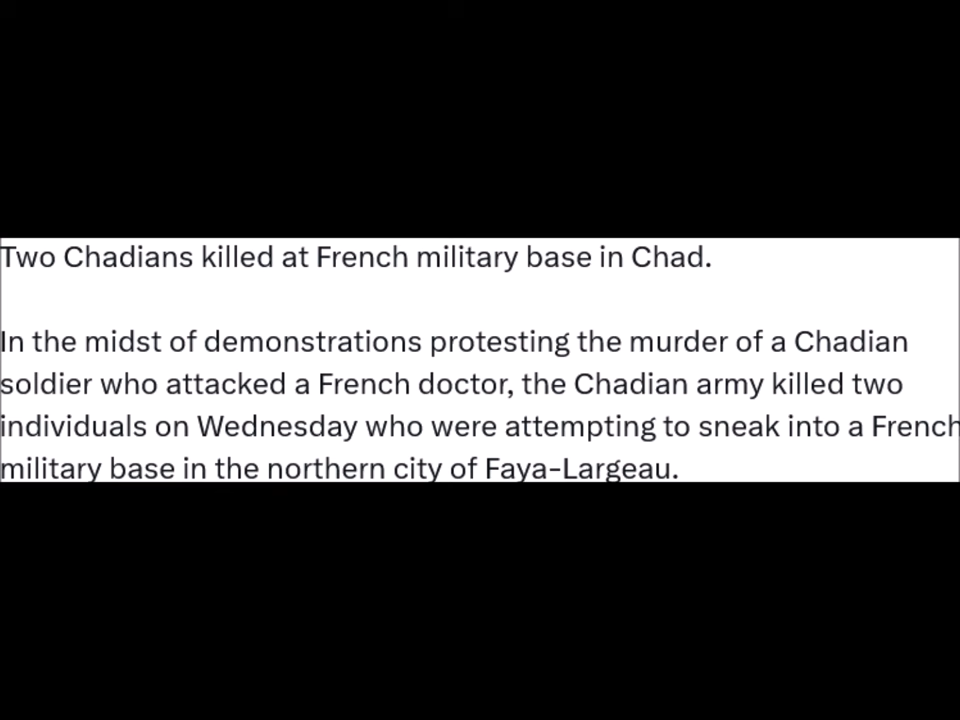 Two Chadians killed at French military base in Chad.
In the midst of demonstrations protesting the murder of a Chadian
soldier who attacked a French doctor, the Chadian army killed two
individuals on Wednesday who were attempting to sneak into a French
military base in the northern city of Faya-Largeau.